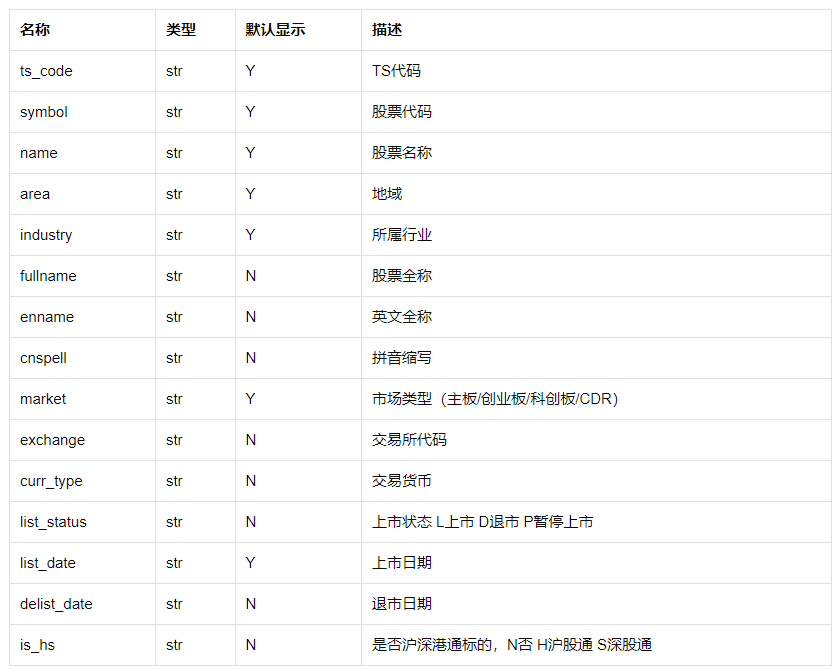 名称 类型 默认显示 描述
ts_code str Y TS代码
symbol str Y 股票代码
name str Y 股票名称
area str Y 地域
industry str Y 所属行业
fullname str N 股票全称
enname str N 英文全称
cnspell str N 拼音缩写
market str Y 市场类型（主板/创业板/科创板/CDR）
exchange str N 交易所代码
curr_type str N 交易货币
list_status str N 上市状态 L上市 D退市 P暂停上市
list_date str Y 上市日期
delist_date str N 退市日期
is_hs str N 是否沪深港通标的，N否 H沪股通 S深股通